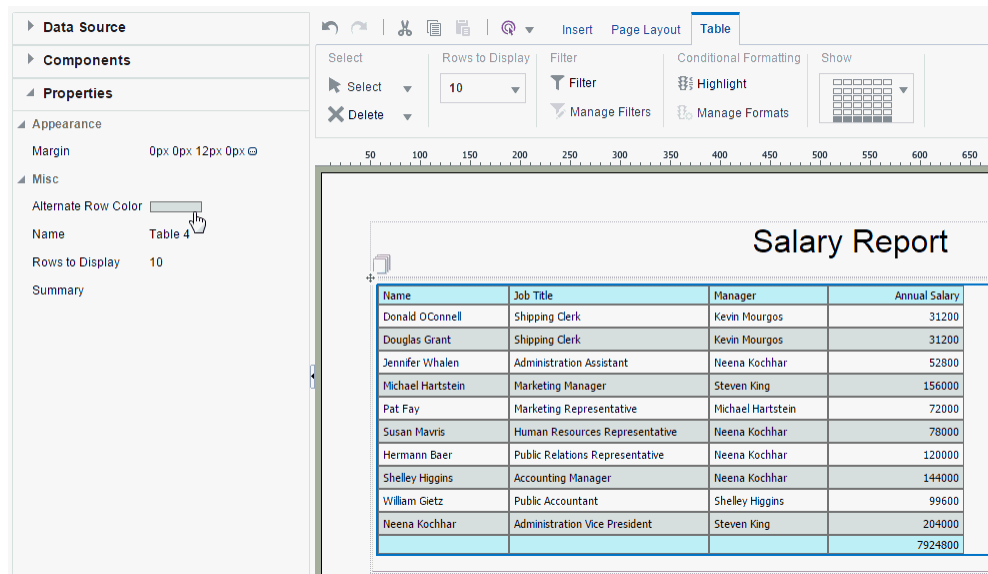 Data Source
Components
Properties
Appearance
Margin 0px 0px 12px 0px
Misc
Alternate Row Color
Name Table 4
Rows to Display 10
Summary
Insert Page Layout Table
Select Rows to Display Filter Conditional Formatting Show
Select 10 Filter Highlight
Delete Manage Filters Manage Formats
50 100 150 200 250 300 350 400 450 500 550 600 650
Salary Report
Name Job Title Manager Annual Salary
Donald OConnell Shipping Clerk Kevin Mourgos 31200
Douglas Grant Shipping Clerk Kevin Mourgos 31200
Jennifer Whalen Administration Assistant Neena Kochhar 52800
Michael Hartstein Marketing Manager Steven King 156000
Pat Fay Marketing Representative Michael Hartstein 72000
Susan Mavris Human Resources Representative Neena Kochhar 78000
Hermann Baer Public Relations Representative Neena Kochhar 120000
Shelley Higgins Accounting Manager Neena Kochhar 144000
William Gietz Public Accountant Shelley Higgins 99600
Neena Kochhar Administration Vice President Steven King 204000
7924800